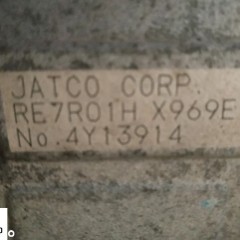 JATCO CORP.
RE7R01H X969E
No.4Y13914